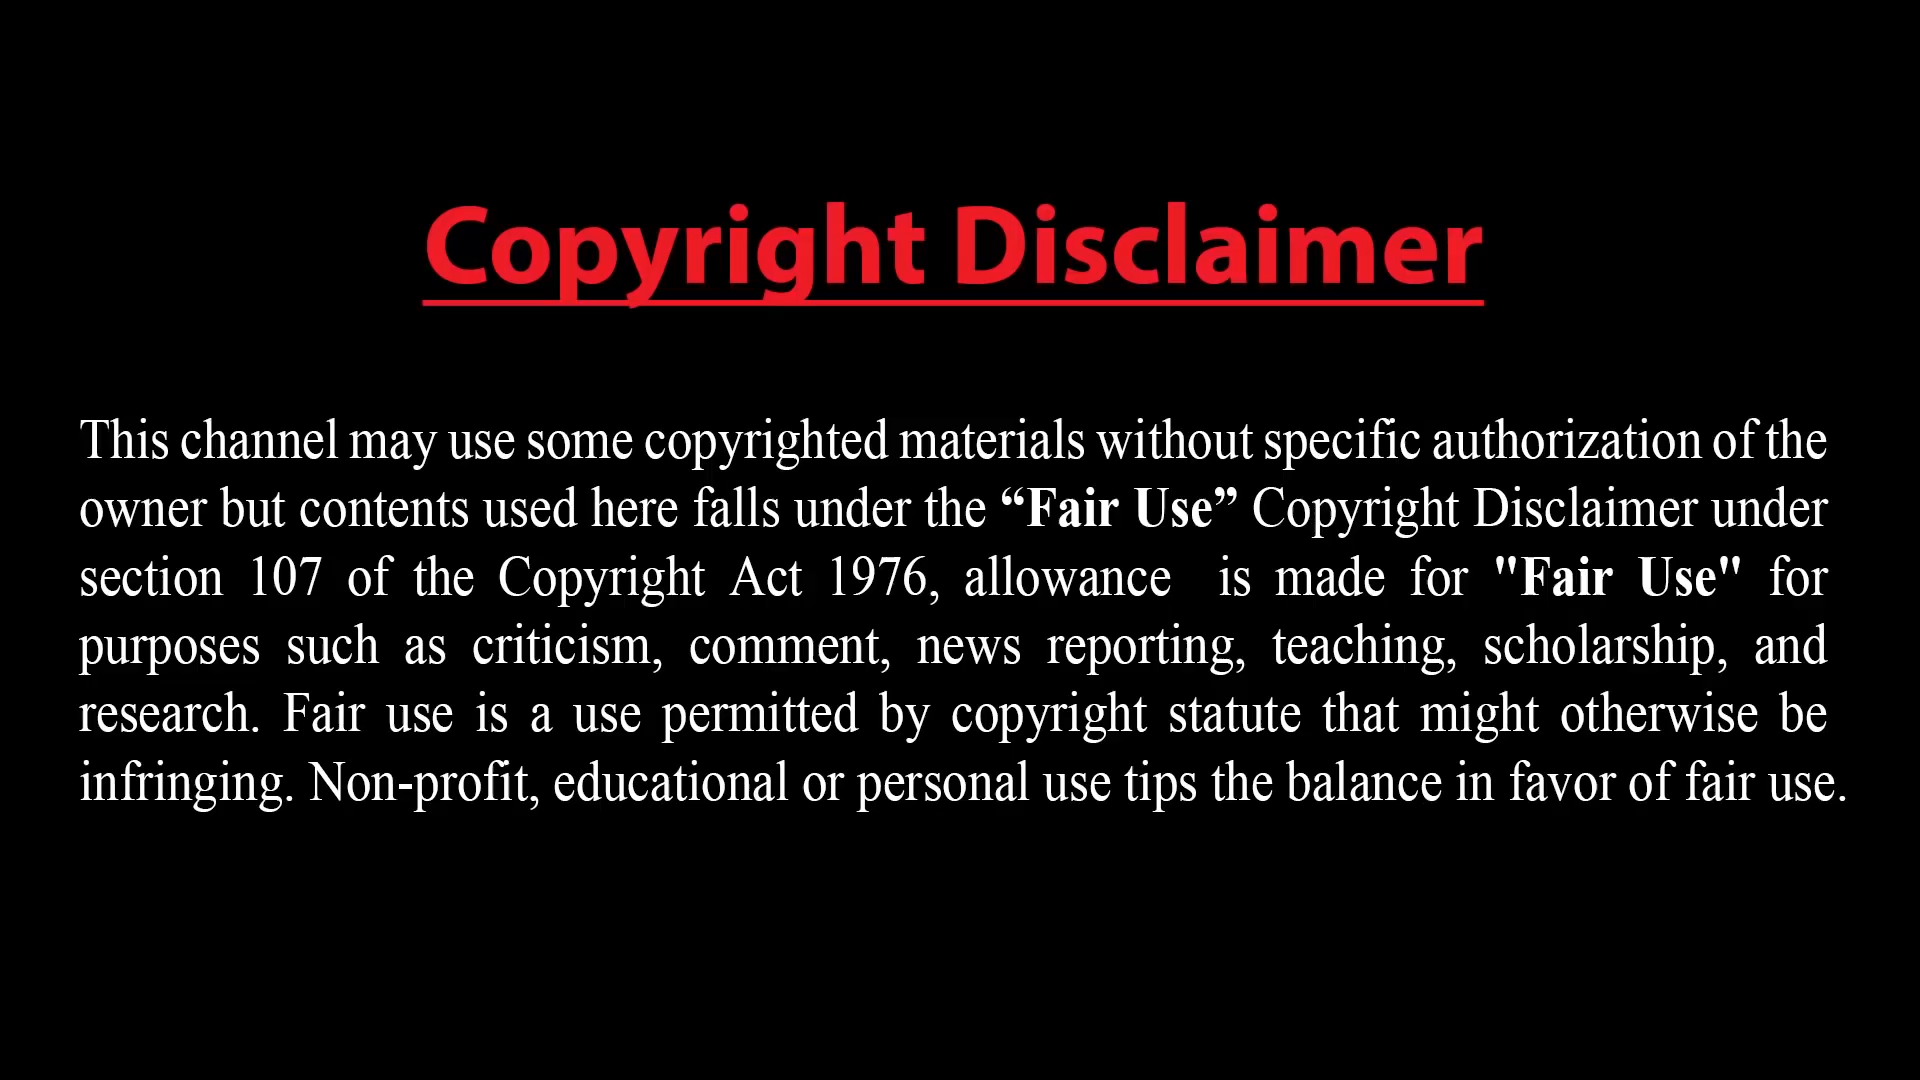 Copyright Disclaimer
This channel may use some copyrighted materials without specific authorization of the
owner but contents used here falls under the “Fair Use” Copyright Disclaimer under
section 107 of the Copyright Act 1976, allowance is made for "Fair Use" for
purposes such as criticism, comment, news reporting, teaching, scholarship, and
research. Fair use is a use permitted by copyright statute that might otherwise be
infringing. Non-profit, educational or personal use tips the balance in favor of fair use.